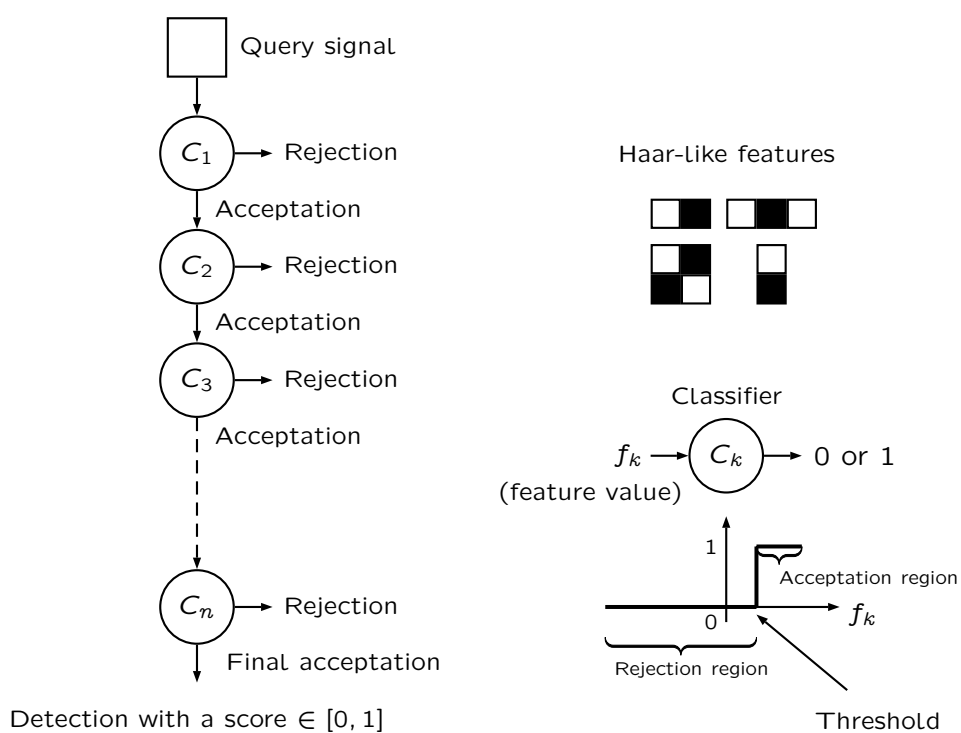 Query signal
C1
Rejection
Acceptation
C2
Rejection
Acceptation
C3
Rejection
Acceptation
Cn
Rejection
Final acceptation
Detection with a score ∈ [0, 1]
Haar-like features
Classifier
fk
Ck
0 or 1
(feature value)
1
Acceptation region
0
fk
Rejection region
Threshold